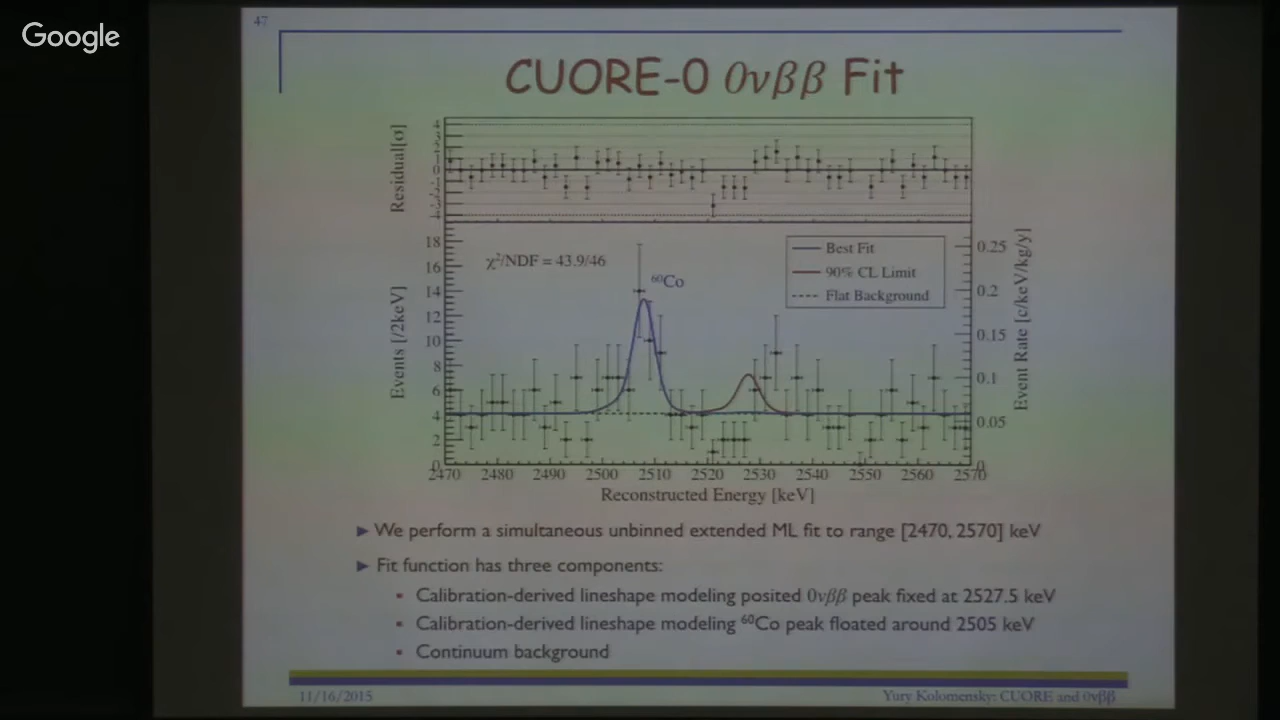 47
Google
CUORE-0 0νββ Fit
Residual[σ]
4
3
2
1
0
-1
-2
-3
-4
Events [/2keV]
18
16
14
12
10
8
6
4
2
0
χ²/NDF = 43.9/46
⁶⁰Co
Best Fit
90% CL Limit
Flat Background
0.25
0.2
0.15
0.1
0.05
0
Event Rate [c/keV/kg/y]
2470 2480 2490 2500 2510 2520 2530 2540 2550 2560 2570
Reconstructed Energy [keV]
► We perform a simultaneous unbinned extended ML fit to range [2470, 2570] keV
► Fit function has three components:
• Calibration-derived lineshape modeling posited 0νββ peak fixed at 2527.5 keV
• Calibration-derived lineshape modeling ⁶⁰Co peak floated around 2505 keV
• Continuum background
11/16/2015 Yury Kolomensky: CUORE and 0νββ